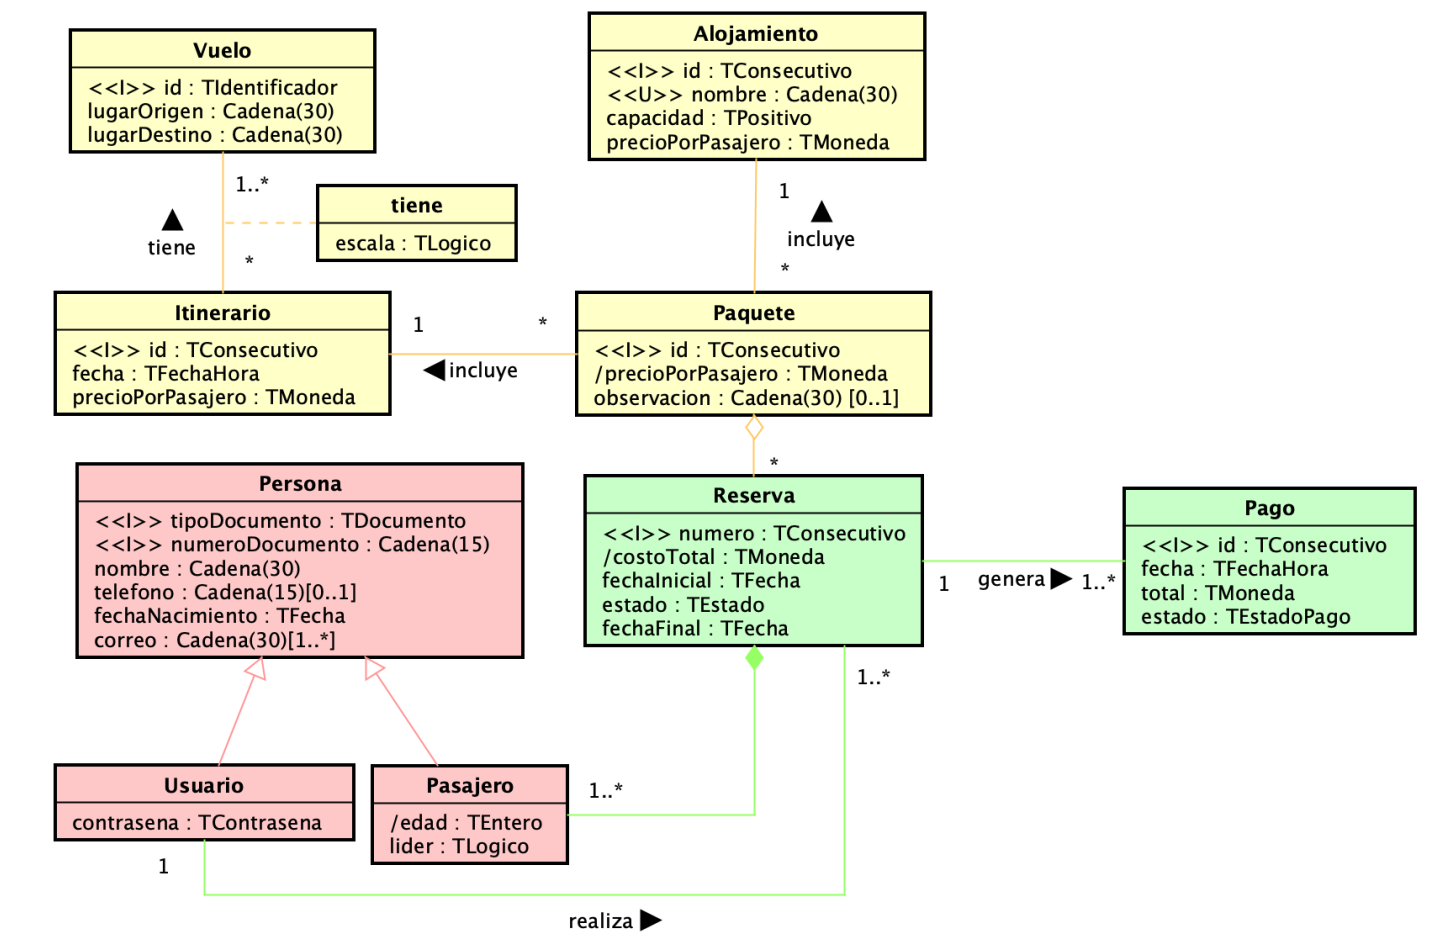 Vuelo
<<I>> id : TIdentificador
lugarOrigen : Cadena(30)
lugarDestino : Cadena(30)
Alojamiento
<<I>> id : TConsecutivo
<<U>> nombre : Cadena(30)
capacidad : TPositivo
precioPorPasajero : TMoneda
1..*
tiene
escala : TLogico
tiene
*
1
incluye
*
Itinerario
<<I>> id : TConsecutivo
fecha : TFechaHora
precioPorPasajero : TMoneda
1
*
incluye
Paquete
<<I>> id : TConsecutivo
/precioPorPasajero : TMoneda
observacion : Cadena(30) [0..1]
*
Persona
<<I>> tipoDocumento : TDocumento
<<I>> numeroDocumento : Cadena(15)
nombre : Cadena(30)
telefono : Cadena(15)[0..1]
fechaNacimiento : TFecha
correo : Cadena(30)[1..*]
Reserva
<<I>> numero : TConsecutivo
/costoTotal : TMoneda
fechaInicial : TFecha
estado : TEstado
fechaFinal : TFecha
1
genera
1..*
Pago
<<I>> id : TConsecutivo
fecha : TFechaHora
total : TMoneda
estado : TEstadoPago
1..*
Usuario
contrasena : TContrasena
Pasajero
/edad : TEntero
lider : TLogico
1..*
1
realiza